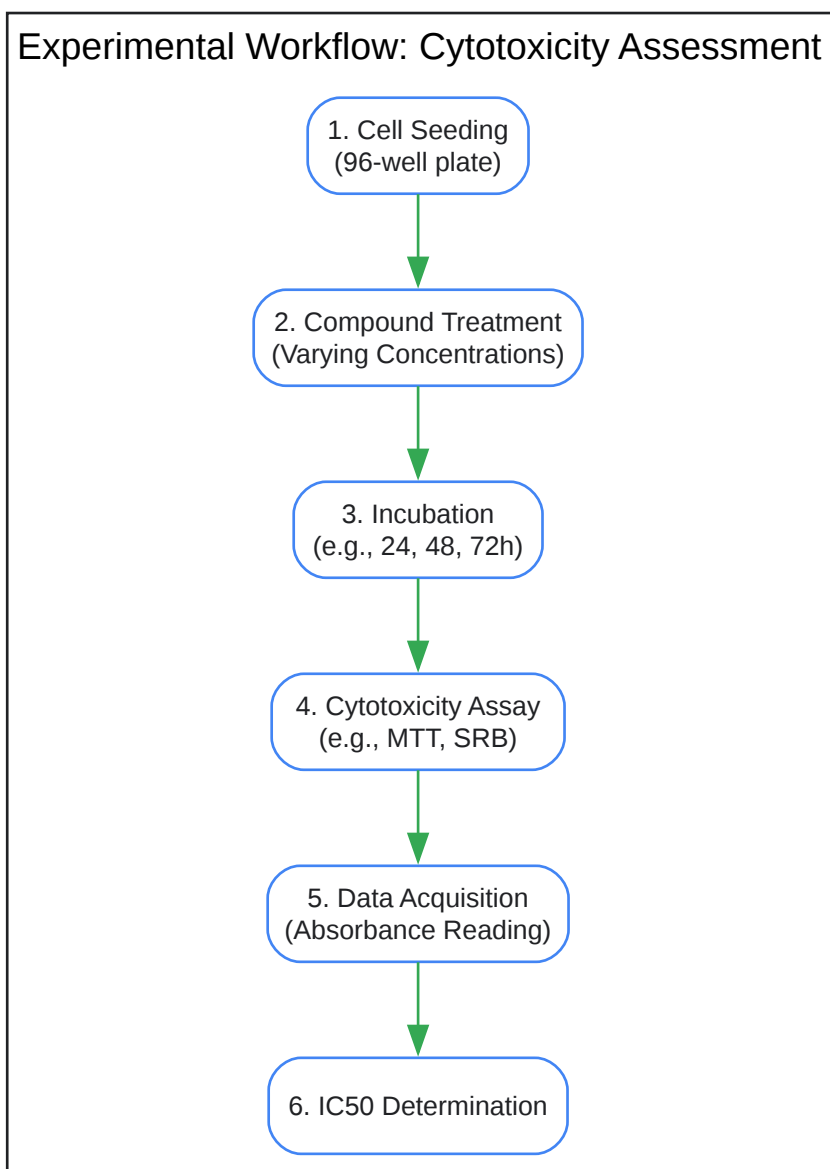 Experimental Workflow: Cytotoxicity Assessment
1. Cell Seeding
(96-well plate)
2. Compound Treatment
(Varying Concentrations)
3. Incubation
(e.g., 24, 48, 72h)
4. Cytotoxicity Assay
(e.g., MTT, SRB)
5. Data Acquisition
(Absorbance Reading)
6. IC50 Determination